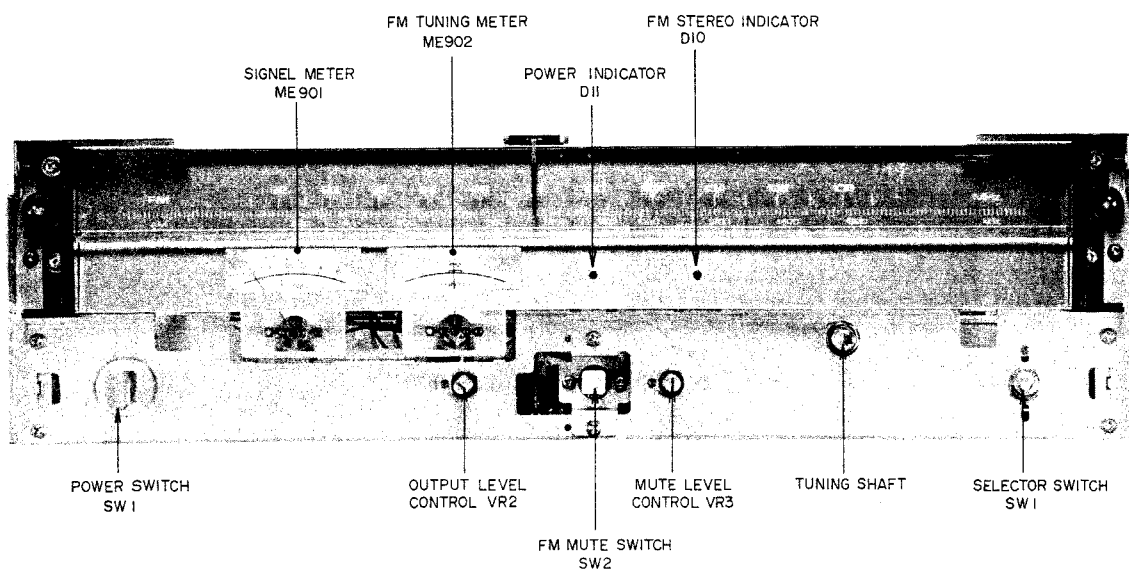 FM TUNING METER
ME902
FM STEREO INDICATOR
D10
SIGNEL METER
ME901
POWER INDICATOR
D11
POWER SWITCH
SW1
OUTPUT LEVEL
CONTROL VR2
MUTE LEVEL
CONTROL VR3
TUNING SHAFT
SELECTOR SWITCH
SW1
FM MUTE SWITCH
SW2